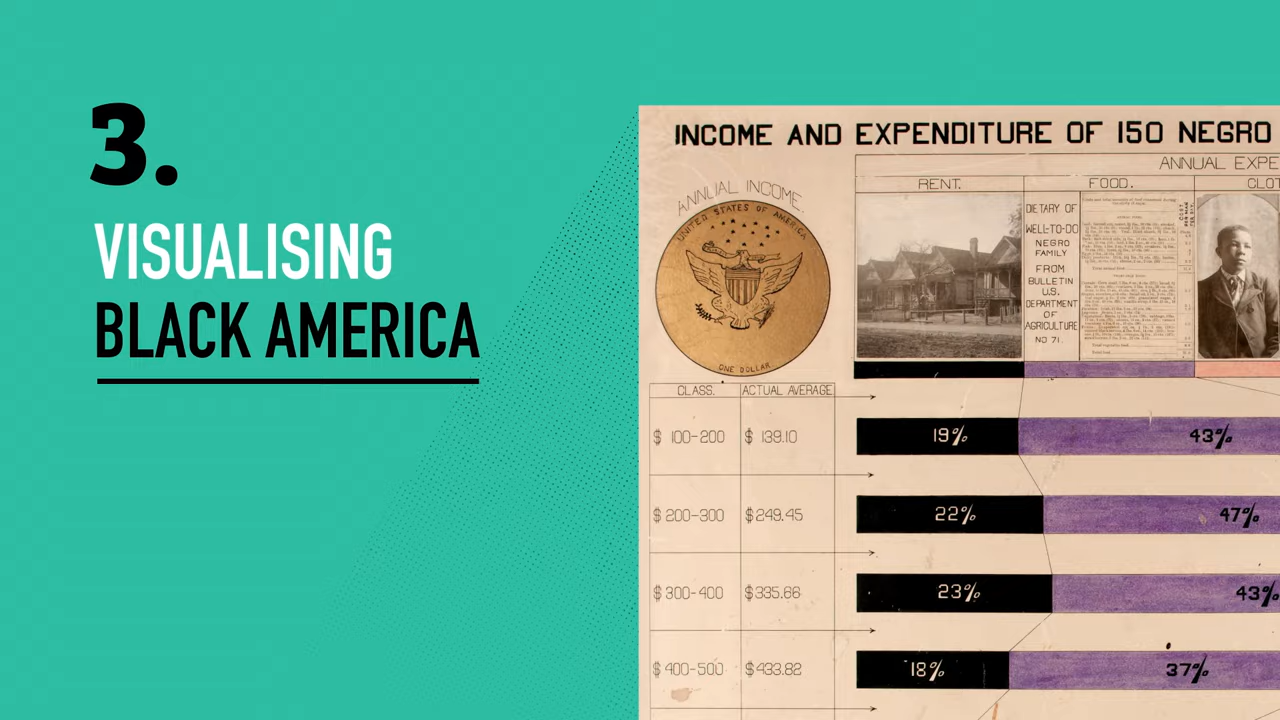 3.
VISUALISING
BLACK AMERICA
INCOME AND EXPENDITURE OF 150 NEGRO
ANNUAL EXPE
ANNUAL INCOME.
UNITED STATES OF AMERICA
ONE DOLLAR.
RENT.
FOOD.
CLOT
DIETARY OF
WELL-TO-DO
NEGRO
FAMILY
FROM
BULLETIN
U.S.
DEPARTMENT
OF
AGRICULTURE
NO 71.
CLASS. ACTUAL AVERAGE
$ 100-200 $ 139.10 19% 43%
$ 200-300 $249.45 22% 47%
$ 300-400 $335.66 23% 43%
$ 400-500 $433.82 18% 37%